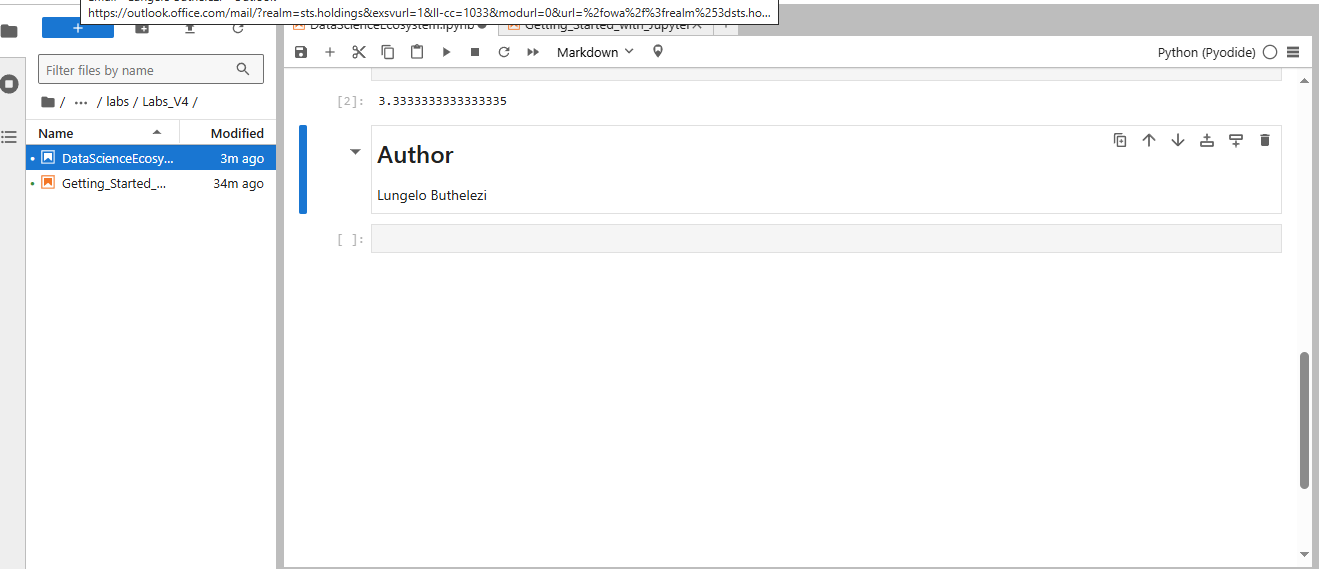 https://outlook.office.com/mail/?realm=sts.holdings&exsvurl=1&ll-cc=1033&modurl=0&url=%2fowa%2f%3frealm%253dsts.ho...
DataScienceEcosystem.ipynb
Getting_Started_with_Jupyter
Markdown
Python (Pyodide)
Filter files by name
/ ... / labs / Labs_V4 /
Name Modified
DataScienceEcosy... 3m ago
Getting_Started_... 34m ago
[2]: 3.3333333333333335
Author
Lungelo Buthelezi
[ ]: